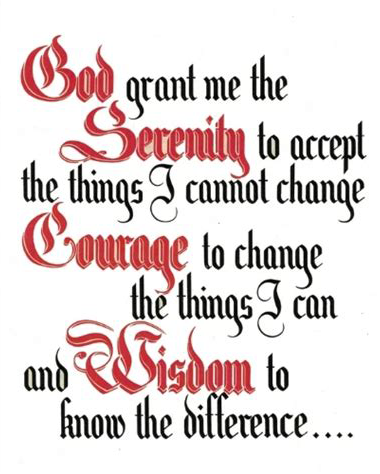 God grant me the
Serenity to accept
the things I cannot change
Courage to change
the things I can
and Wisdom to
know the difference....